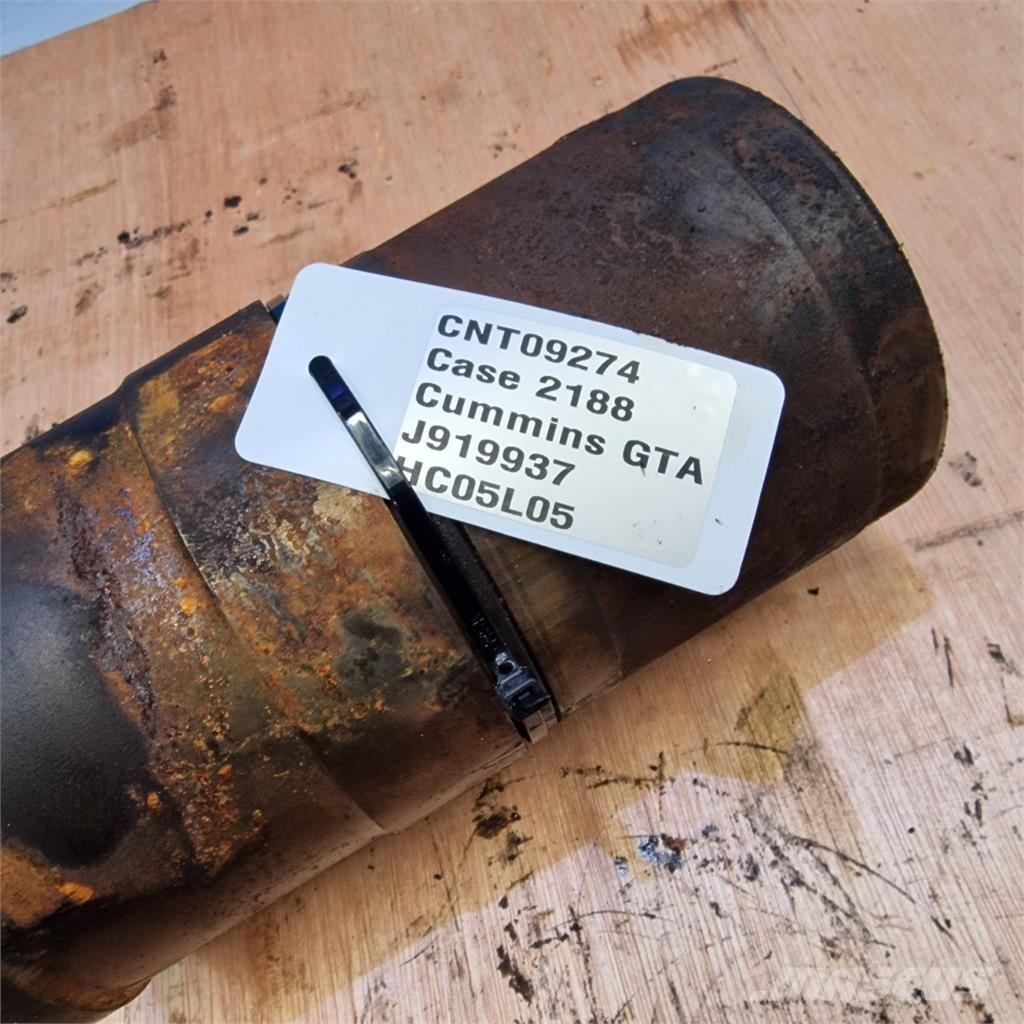 CNT09274
Case 2188
Cummins GTA
J919937
HC05L05